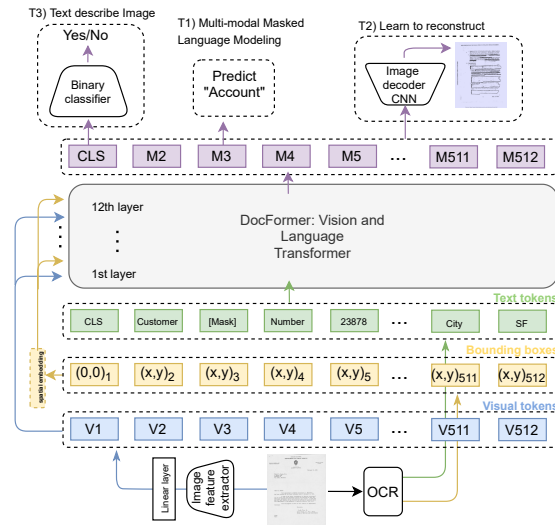 T3) Text describe Image
Yes/No
Binary
classifier
T1) Multi-modal Masked
Language Modeling
Predict
"Account"
T2) Learn to reconstruct
Image
decoder
CNN
CLS M2 M3 M4 M5 ... M511 M512
12th layer
1st layer
DocFormer: Vision and
Language
Transformer
Text tokens
CLS Customer [Mask] Number 23878 ... City SF
Bounding boxes
spatial embedding
(0,0)1 (x,y)2 (x,y)3 (x,y)4 (x,y)5 ... (x,y)511 (x,y)512
Visual tokens
V1 V2 V3 V4 V5 ... V511 V512
Linear layer
Image
feature
extractor
OCR